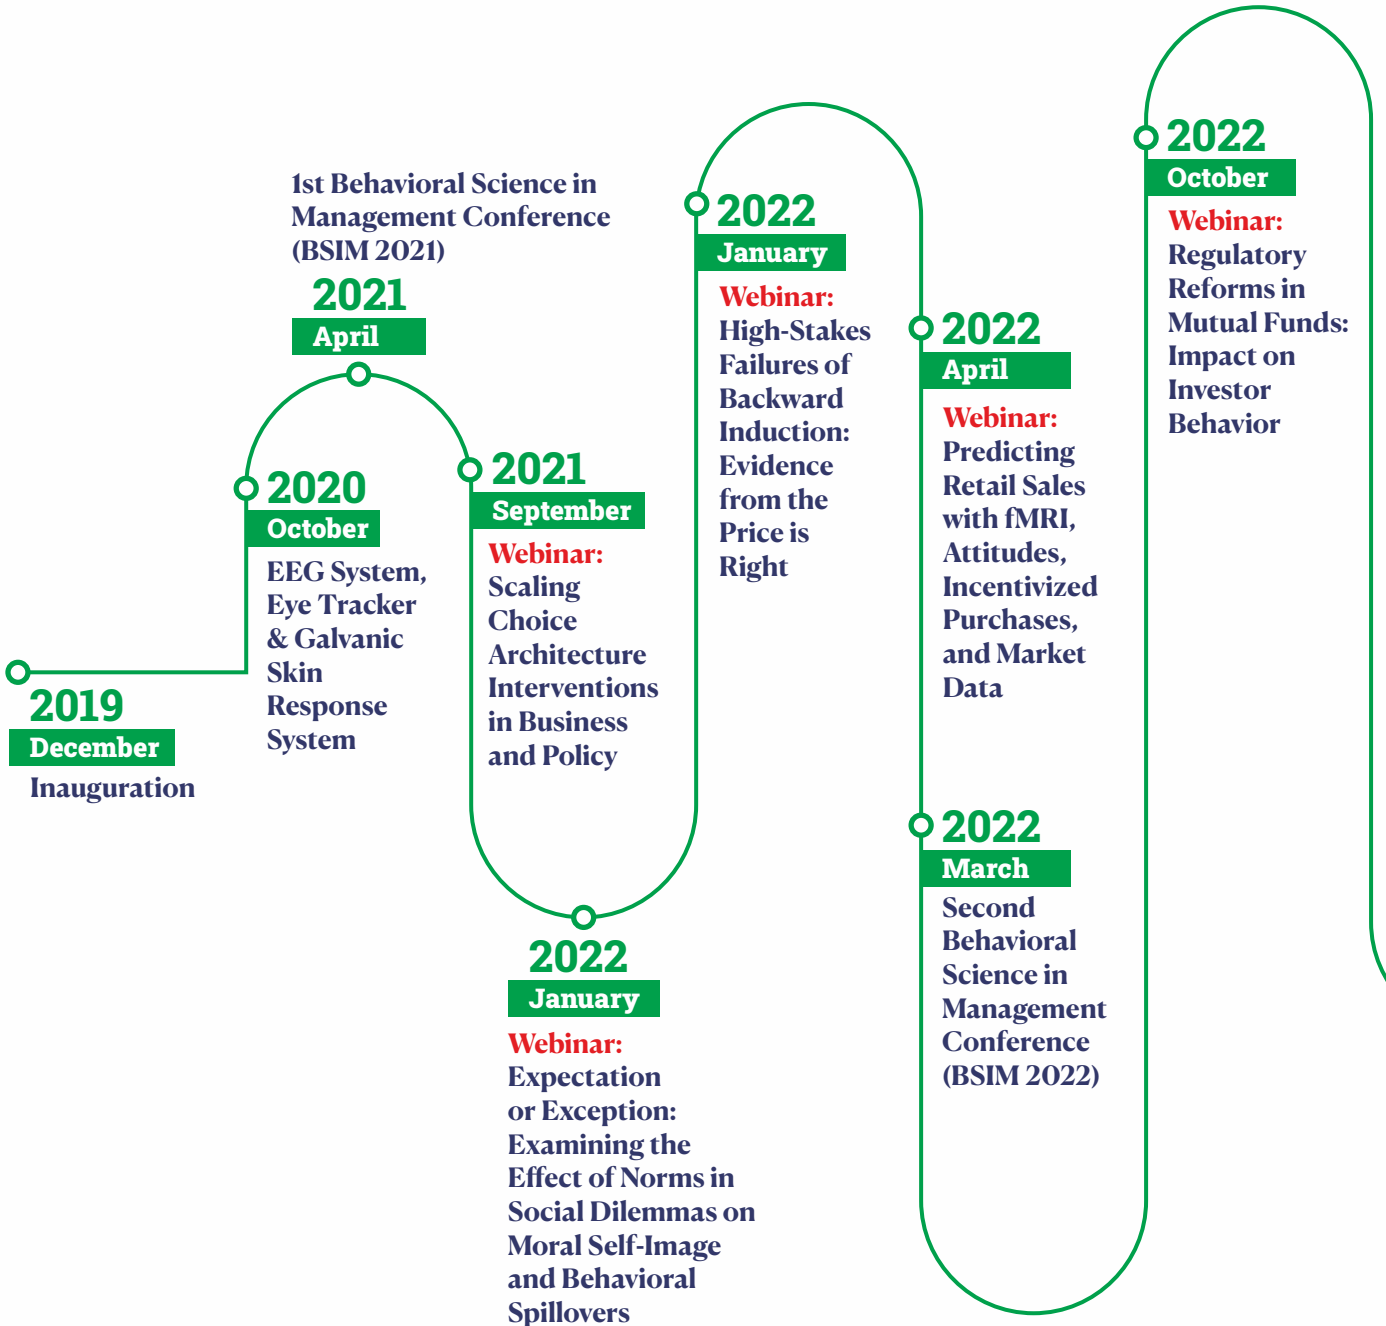 2019
December
Inauguration
2020
October
EEG System,
Eye Tracker
& Galvanic
Skin
Response
System
1st Behavioral Science in
Management Conference
(BSIM 2021)
2021
April
2021
September
Webinar:
Scaling
Choice
Architecture
Interventions
in Business
and Policy
2022
January
Webinar:
Expectation
or Exception:
Examining the
Effect of Norms in
Social Dilemmas on
Moral Self-Image
and Behavioral
Spillovers
2022
January
Webinar:
High-Stakes
Failures of
Backward
Induction:
Evidence
from the
Price is
Right
2022
April
Webinar:
Predicting
Retail Sales
with fMRI,
Attitudes,
Incentivized
Purchases,
and Market
Data
2022
March
Second
Behavioral
Science in
Management
Conference
(BSIM 2022)
2022
October
Webinar:
Regulatory
Reforms in
Mutual Funds:
Impact on
Investor
Behavior